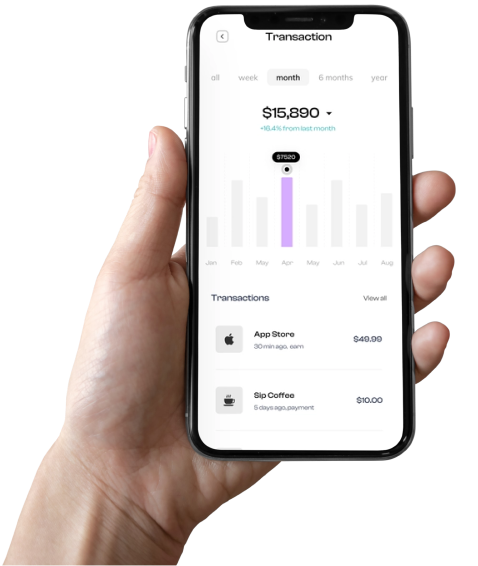 Transaction
all week month 6 months year
$15,890
+16.4% from last month
$7520
Jan Feb May Apr May Jun Jul Aug
Transactions View all
App Store
30 min ago, earn
$49.99
Sip Coffee
5 days ago,payment
$10.00